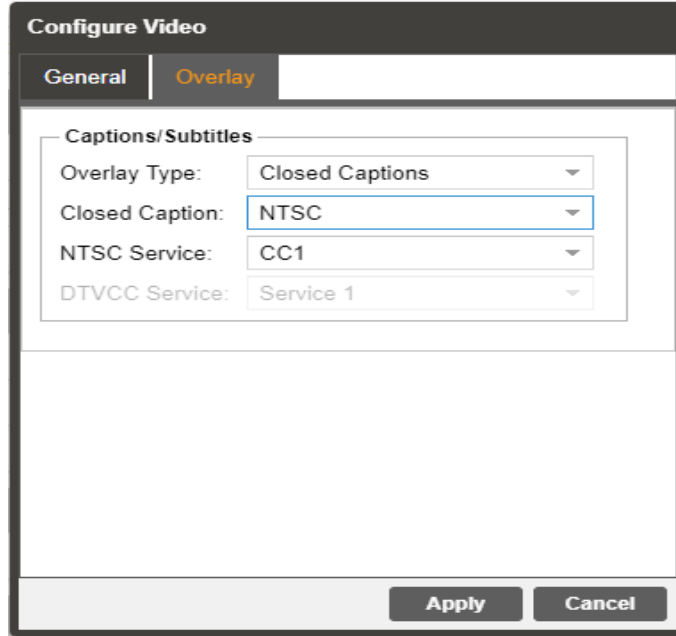 Configure Video
General Overlay
Captions/Subtitles
Overlay Type: Closed Captions
Closed Caption: NTSC
NTSC Service: CC1
DTVCC Service: Service 1
Apply Cancel